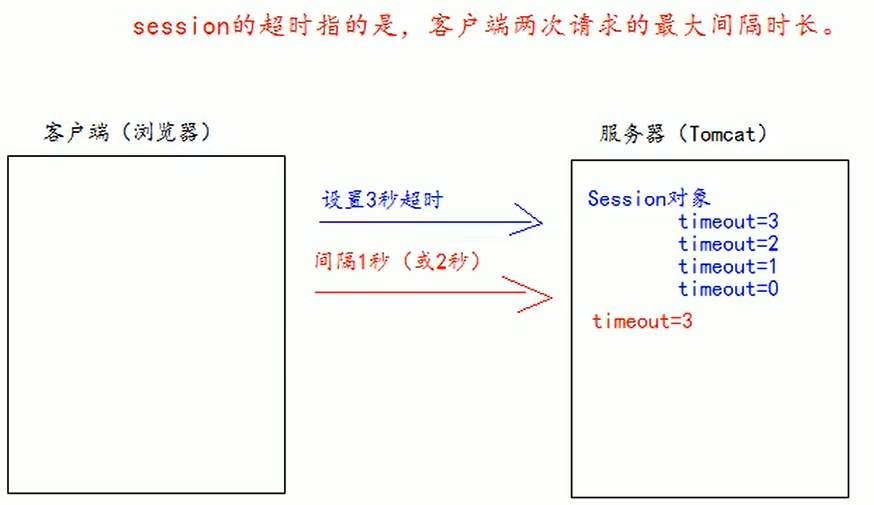 session的超时指的是，客户端两次请求的最大间隔时长。
客户端（浏览器）
服务器（Tomcat）
设置3秒超时
间隔1秒（或2秒）
Session对象
timeout=3
timeout=2
timeout=1
timeout=0
timeout=3